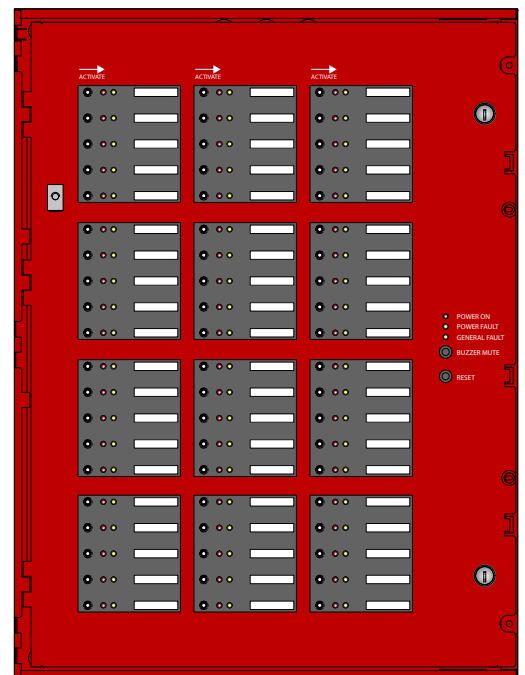 ACTIVATE
ACTIVATE
ACTIVATE
POWER ON
POWER FAULT
GENERAL FAULT
BUZZER MUTE
RESET